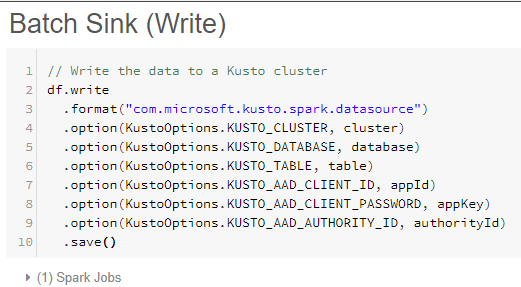 Batch Sink (Write)
1 // Write the data to a Kusto cluster
2 df.write
3 .format("com.microsoft.kusto.spark.datasource")
4 .option(KustoOptions.KUSTO_CLUSTER, cluster)
5 .option(KustoOptions.KUSTO_DATABASE, database)
6 .option(KustoOptions.KUSTO_TABLE, table)
7 .option(KustoOptions.KUSTO_AAD_CLIENT_ID, appId)
8 .option(KustoOptions.KUSTO_AAD_CLIENT_PASSWORD, appKey)
9 .option(KustoOptions.KUSTO_AAD_AUTHORITY_ID, authorityId)
10 .save()
(1) Spark Jobs